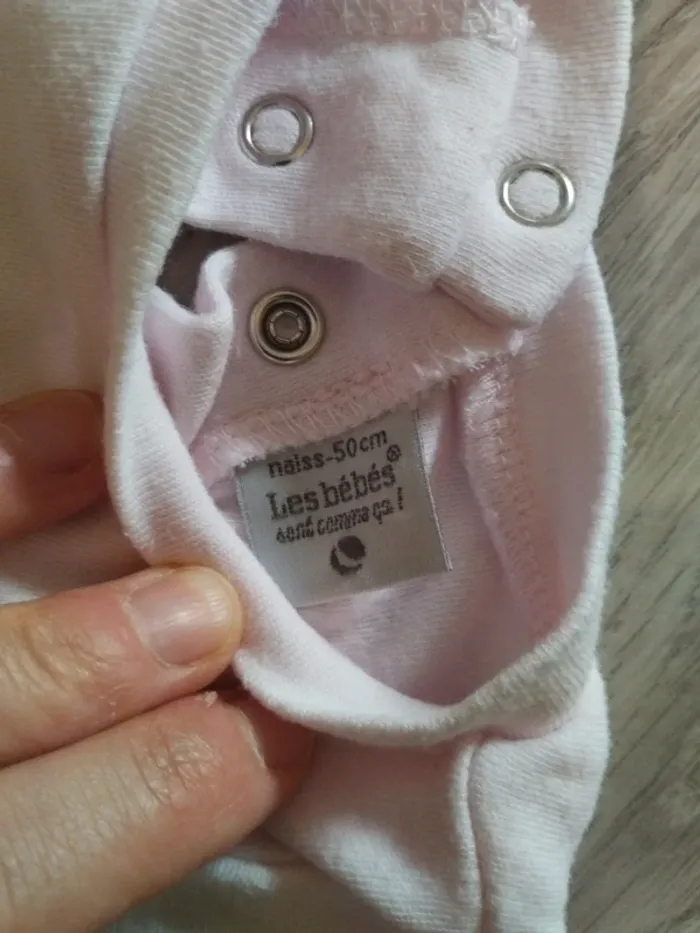 naiss-50cm
Les bébés®
sont comme ça !